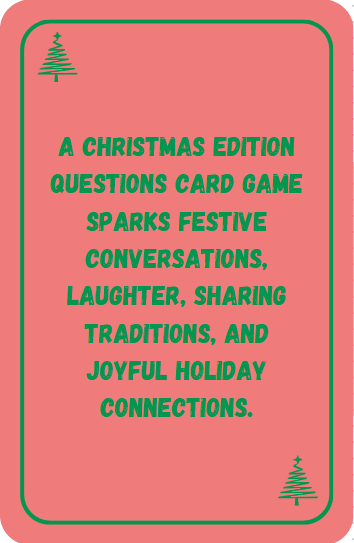 A CHRISTMAS EDITION
QUESTIONS CARD GAME
SPARKS FESTIVE
CONVERSATIONS,
LAUGHTER, SHARING
TRADITIONS, AND
JOYFUL HOLIDAY
CONNECTIONS.